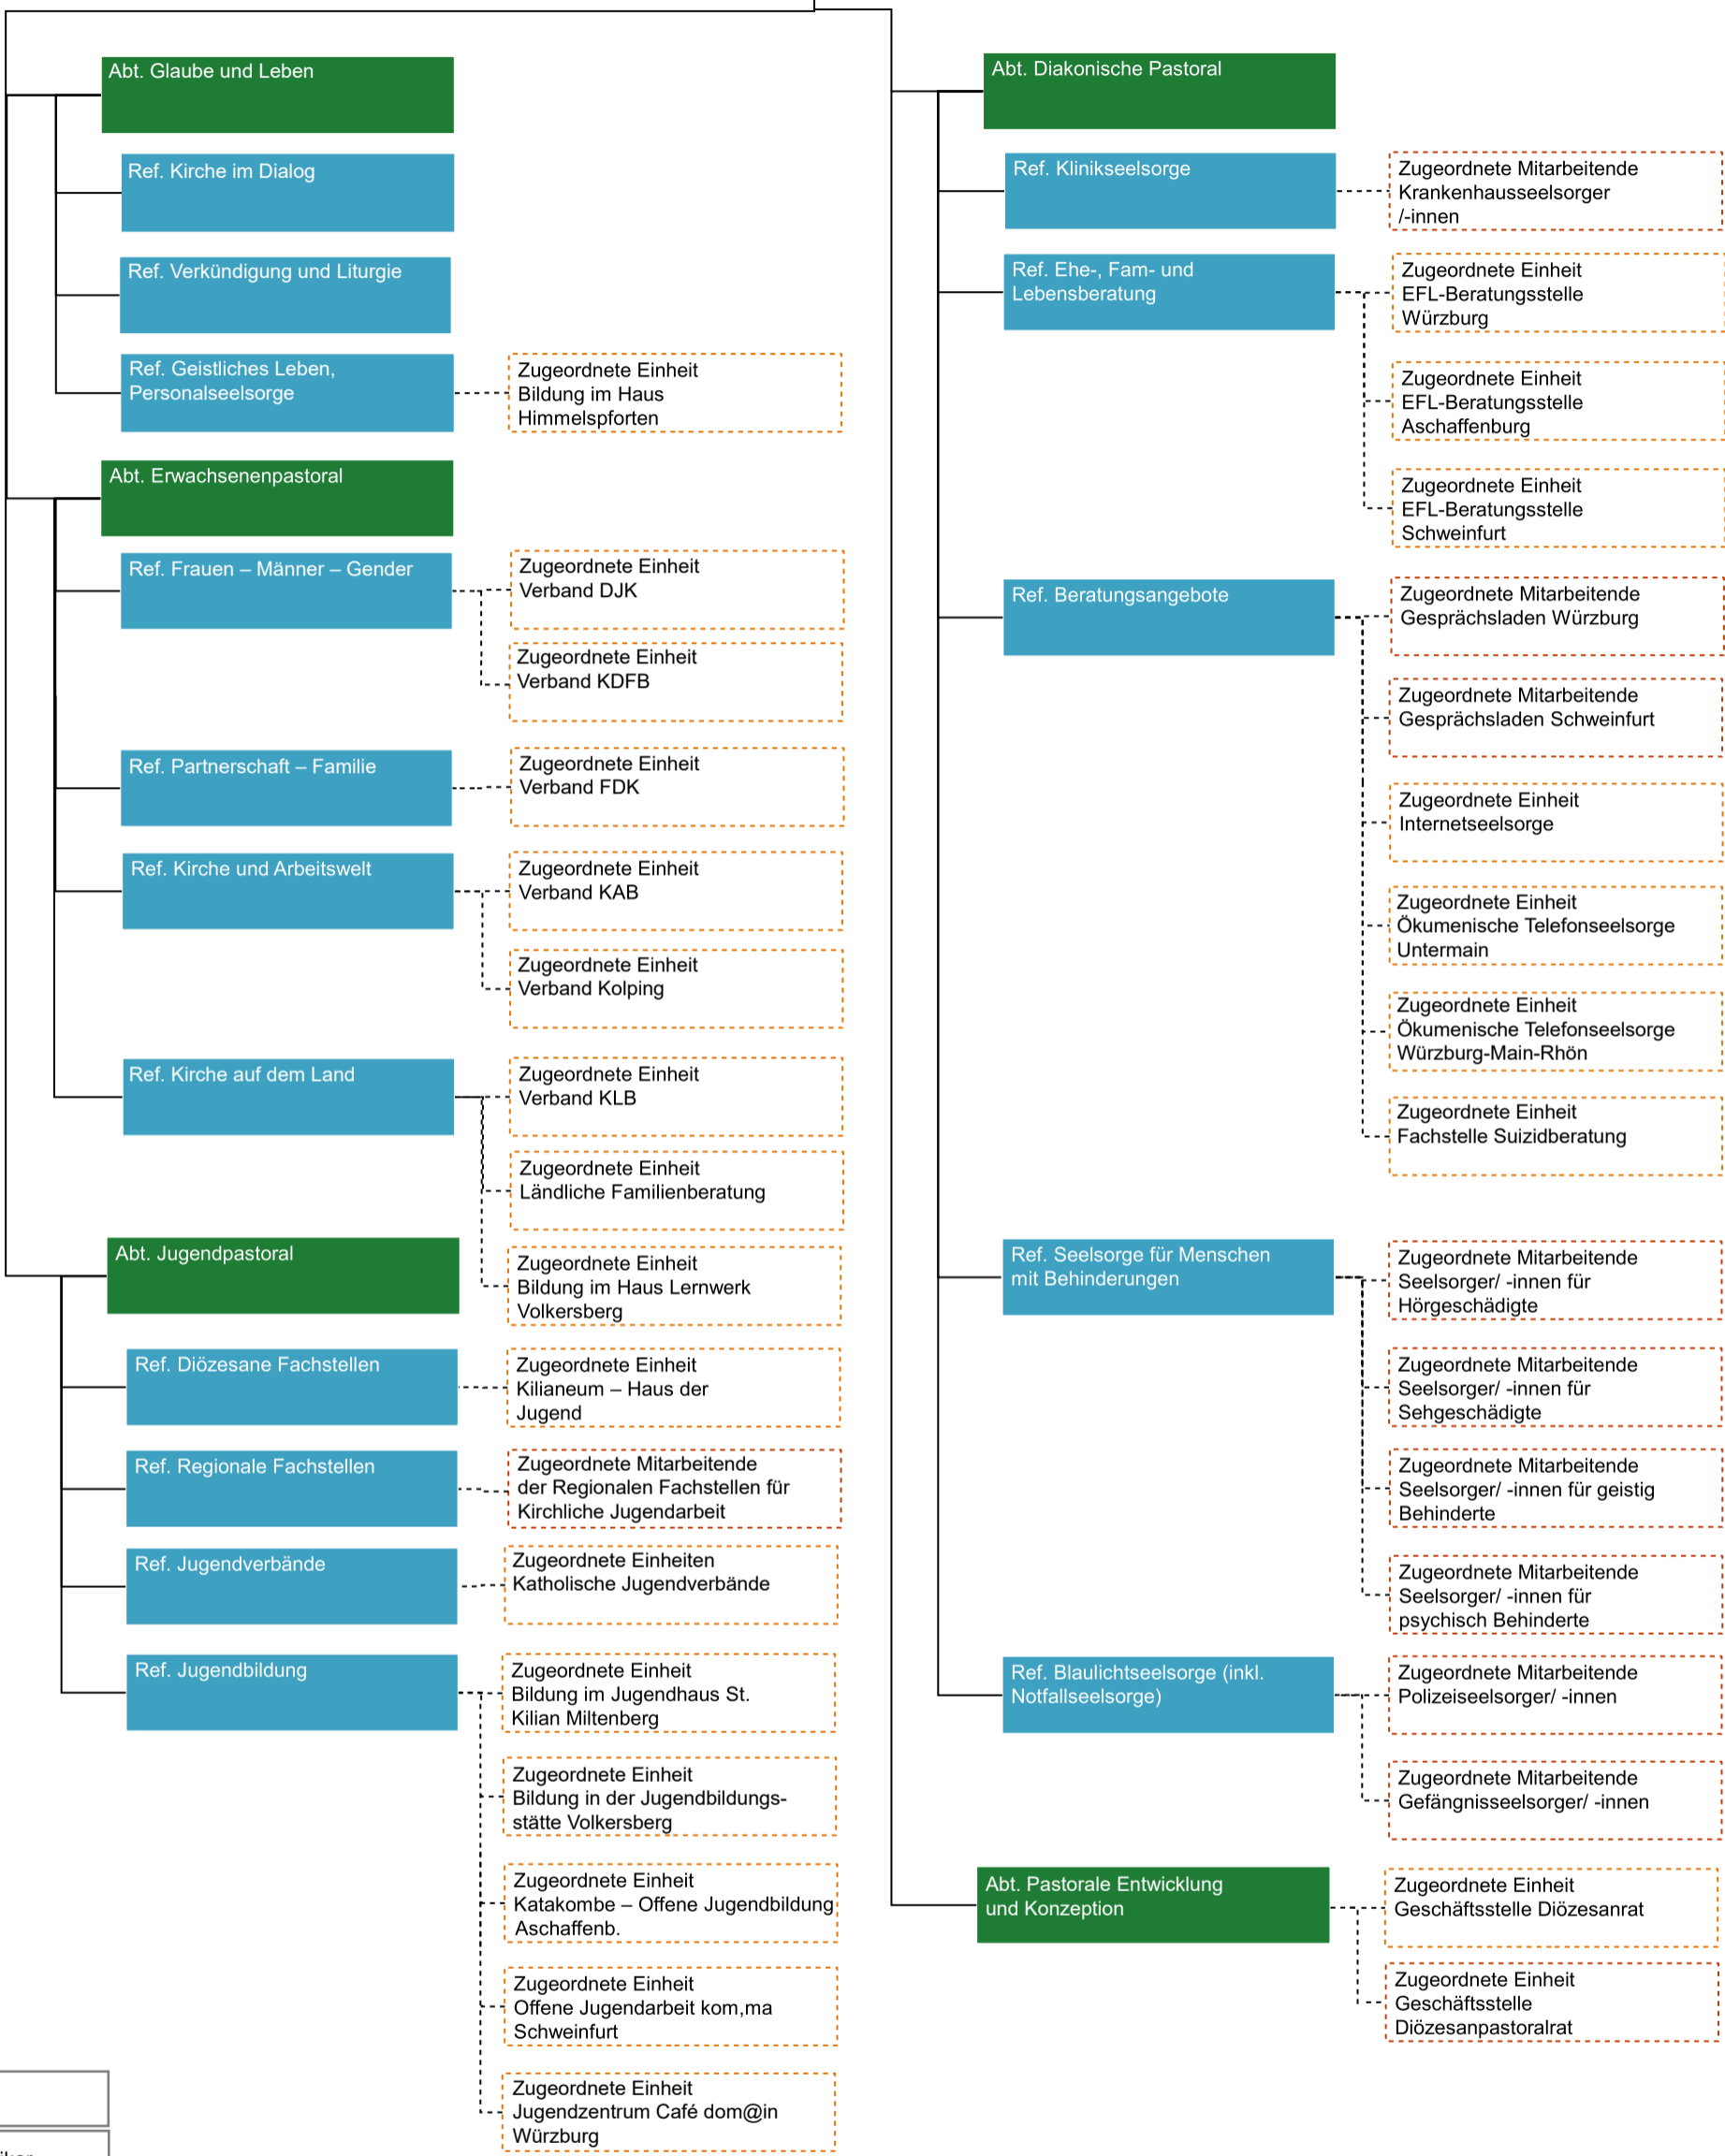 Abt. Glaube und Leben
Ref. Kirche im Dialog
Ref. Verkündigung und Liturgie
Ref. Geistliches Leben,
Personalseelsorge
Zugeordnete Einheit
Bildung im Haus
Himmelspforten
Abt. Erwachsenenpastoral
Ref. Frauen – Männer – Gender
Zugeordnete Einheit
Verband DJK
Zugeordnete Einheit
Verband KDFB
Ref. Partnerschaft – Familie
Zugeordnete Einheit
Verband FDK
Ref. Kirche und Arbeitswelt
Zugeordnete Einheit
Verband KAB
Zugeordnete Einheit
Verband Kolping
Ref. Kirche auf dem Land
Zugeordnete Einheit
Verband KLB
Zugeordnete Einheit
Ländliche Familienberatung
Zugeordnete Einheit
Bildung im Haus Lernwerk
Volkersberg
Abt. Jugendpastoral
Ref. Diözesane Fachstellen
Zugeordnete Einheit
Kilianeum – Haus der
Jugend
Ref. Regionale Fachstellen
Zugeordnete Mitarbeitende
der Regionalen Fachstellen für
Kirchliche Jugendarbeit
Ref. Jugendverbände
Zugeordnete Einheiten
Katholische Jugendverbände
Ref. Jugendbildung
Zugeordnete Einheit
Bildung im Jugendhaus St.
Kilian Miltenberg
Zugeordnete Einheit
Bildung in der Jugendbildungs-
stätte Volkersberg
Zugeordnete Einheit
Katakombe – Offene Jugendbildung
Aschaffenb.
Zugeordnete Einheit
Offene Jugendarbeit kom,ma
Schweinfurt
Zugeordnete Einheit
Jugendzentrum Café dom@in
Würzburg
Abt. Diakonische Pastoral
Ref. Klinikseelsorge
Zugeordnete Mitarbeitende
Krankenhausseelsorger
/-innen
Ref. Ehe-, Fam- und
Lebensberatung
Zugeordnete Einheit
EFL-Beratungsstelle
Würzburg
Zugeordnete Einheit
EFL-Beratungsstelle
Aschaffenburg
Zugeordnete Einheit
EFL-Beratungsstelle
Schweinfurt
Ref. Beratungsangebote
Zugeordnete Mitarbeitende
Gesprächsladen Würzburg
Zugeordnete Mitarbeitende
Gesprächsladen Schweinfurt
Zugeordnete Einheit
Internetseelsorge
Zugeordnete Einheit
Ökumenische Telefonseelsorge
Untermain
Zugeordnete Einheit
Ökumenische Telefonseelsorge
Würzburg-Main-Rhön
Zugeordnete Einheit
Fachstelle Suizidberatung
Ref. Seelsorge für Menschen
mit Behinderungen
Zugeordnete Mitarbeitende
Seelsorger/ -innen für
Hörgeschädigte
Zugeordnete Mitarbeitende
Seelsorger/ -innen für
Sehgeschädigte
Zugeordnete Mitarbeitende
Seelsorger/ -innen für geistig
Behinderte
Zugeordnete Mitarbeitende
Seelsorger/ -innen für
psychisch Behinderte
Ref. Blaulichtseelsorge (inkl.
Notfallseelsorge)
Zugeordnete Mitarbeitende
Polizeiseelsorger/ -innen
Zugeordnete Mitarbeitende
Gefängnisseelsorger/ -innen
Abt. Pastorale Entwicklung
und Konzeption
Zugeordnete Einheit
Geschäftsstelle Diözesanrat
Zugeordnete Einheit
Geschäftsstelle
Diözesanpastoralrat